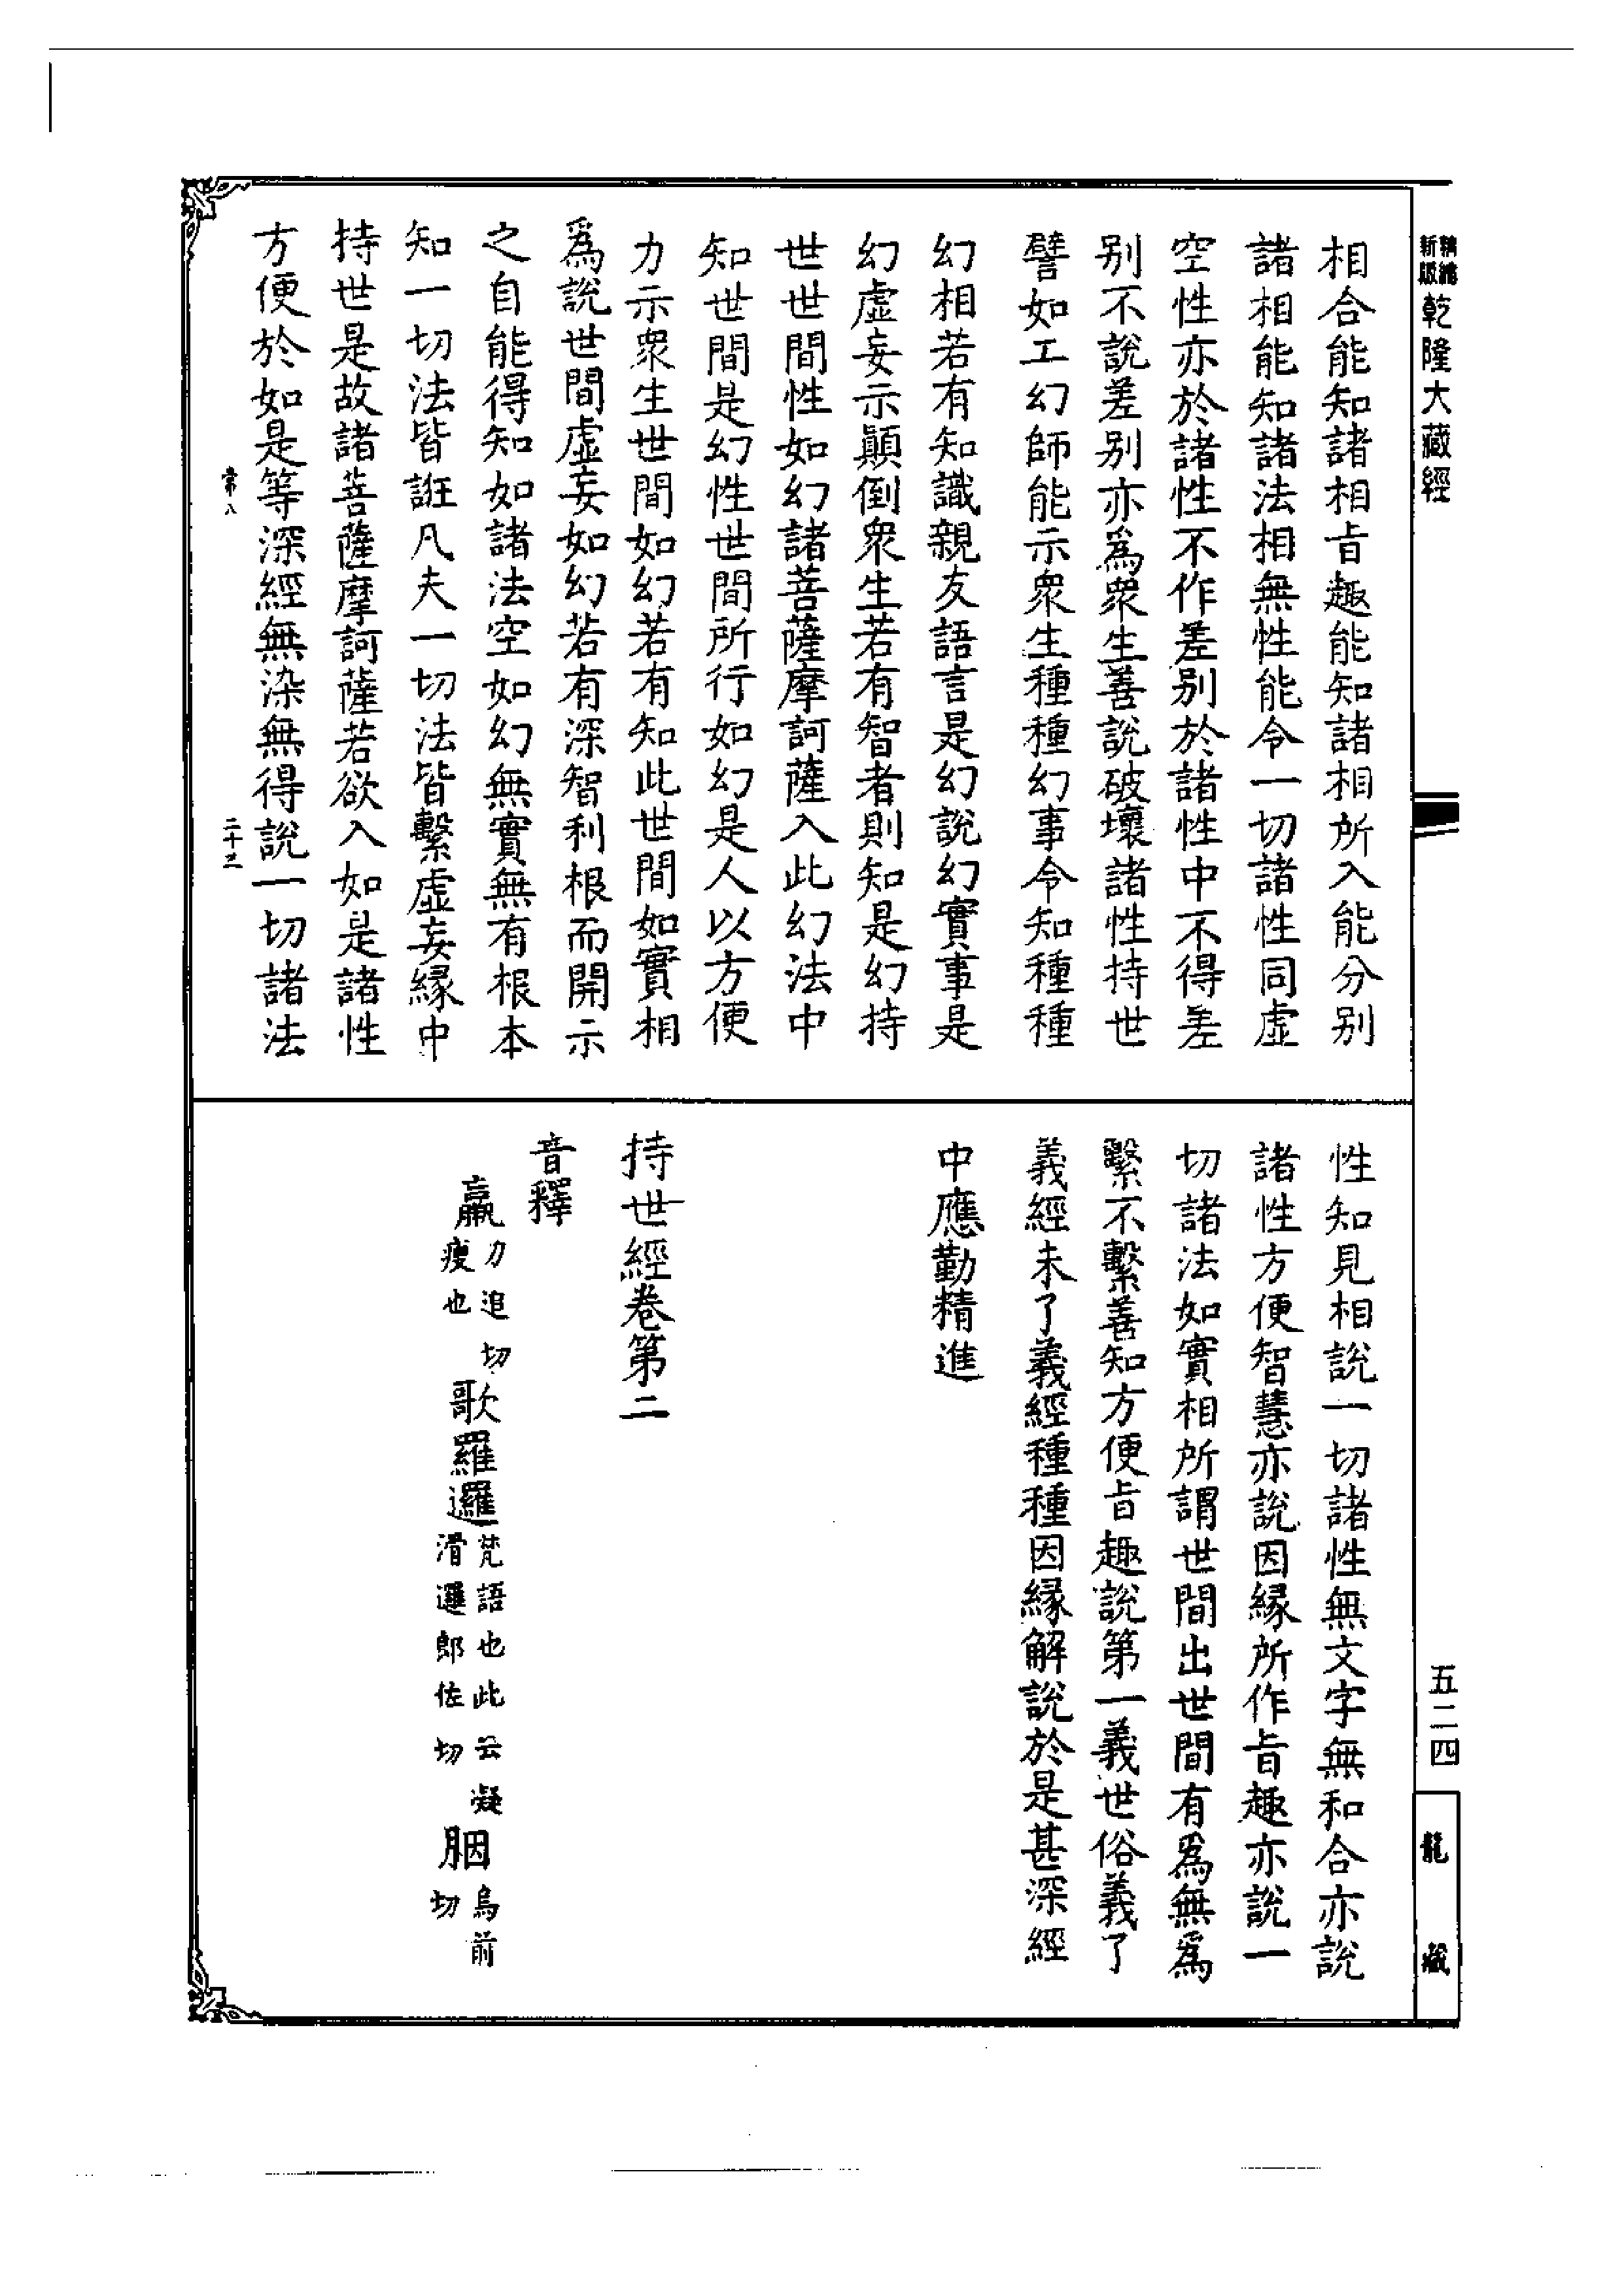 新編
新版
乾隆大藏經
相合能知諸相旨趣能知諸相所入能分别
諸相能知諸法相無性能令一切諸性同虛
空性亦於諸性不作差别於諸性中不得差
别不說差别亦爲衆生善說破壞諸性持世
譬如工幻師能示衆生種種幻事令知種種
幻相若有知識親友語言是幻說幻實事是
幻虛妄示顚倒衆生若有智者則知是幻持
世世間性如幻諸菩薩摩訶薩入此幻法中
知世間是幻性世間所行如幻是人以方便
力示衆生世間如幻若有知此世間如實相
爲說世間虛妄如幻若有深智利根而開示
之自能得知如諸法空如幻無實無有根本
知一切法皆誑凡夫一切法皆繫虛妄縁中
持世是故諸菩薩摩訶薩若欲入如是諸性
方便於如是等深經無染無得說一切諸法
常八
性知見相說一切諸性無文字無和合亦說
諸性方便智慧亦說因縁所作旨趣亦說一
切諸法如實相所謂世間出世間有爲無爲
繫不繫善知方便旨趣說第一義世俗義了
義經未了義經種種因縁解說於是甚深經
中應勤精進
持世經卷第二
音釋
羸力追切瘦也
歌羅邏梵語也此云凝滑邏郎佐切
胭烏前切
五二四
龍藏